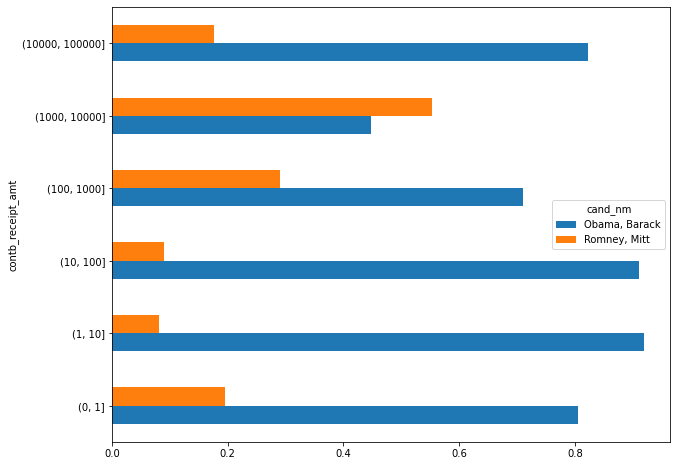 (10000, 100000]
(1000, 10000]
(100, 1000]
(10, 100]
(1, 10]
(0, 1]
contb_receipt_amt
cand_nm
Obama, Barack
Romney, Mitt
0.0 0.2 0.4 0.6 0.8